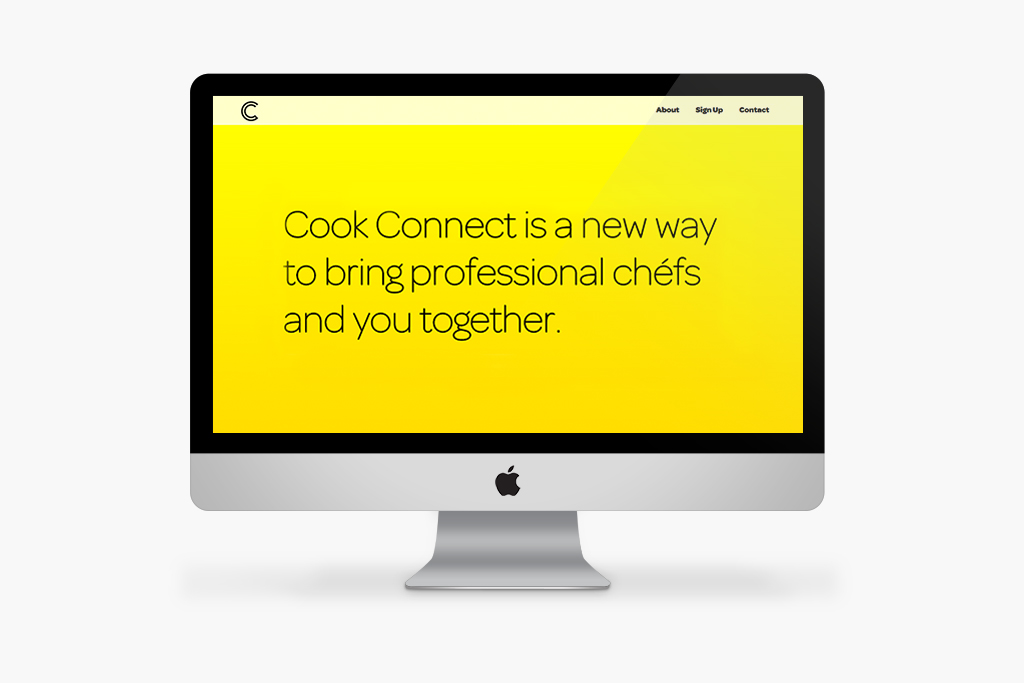 C
About Sign Up Contact
Cook Connect is a new way
to bring professional chéfs
and you together.